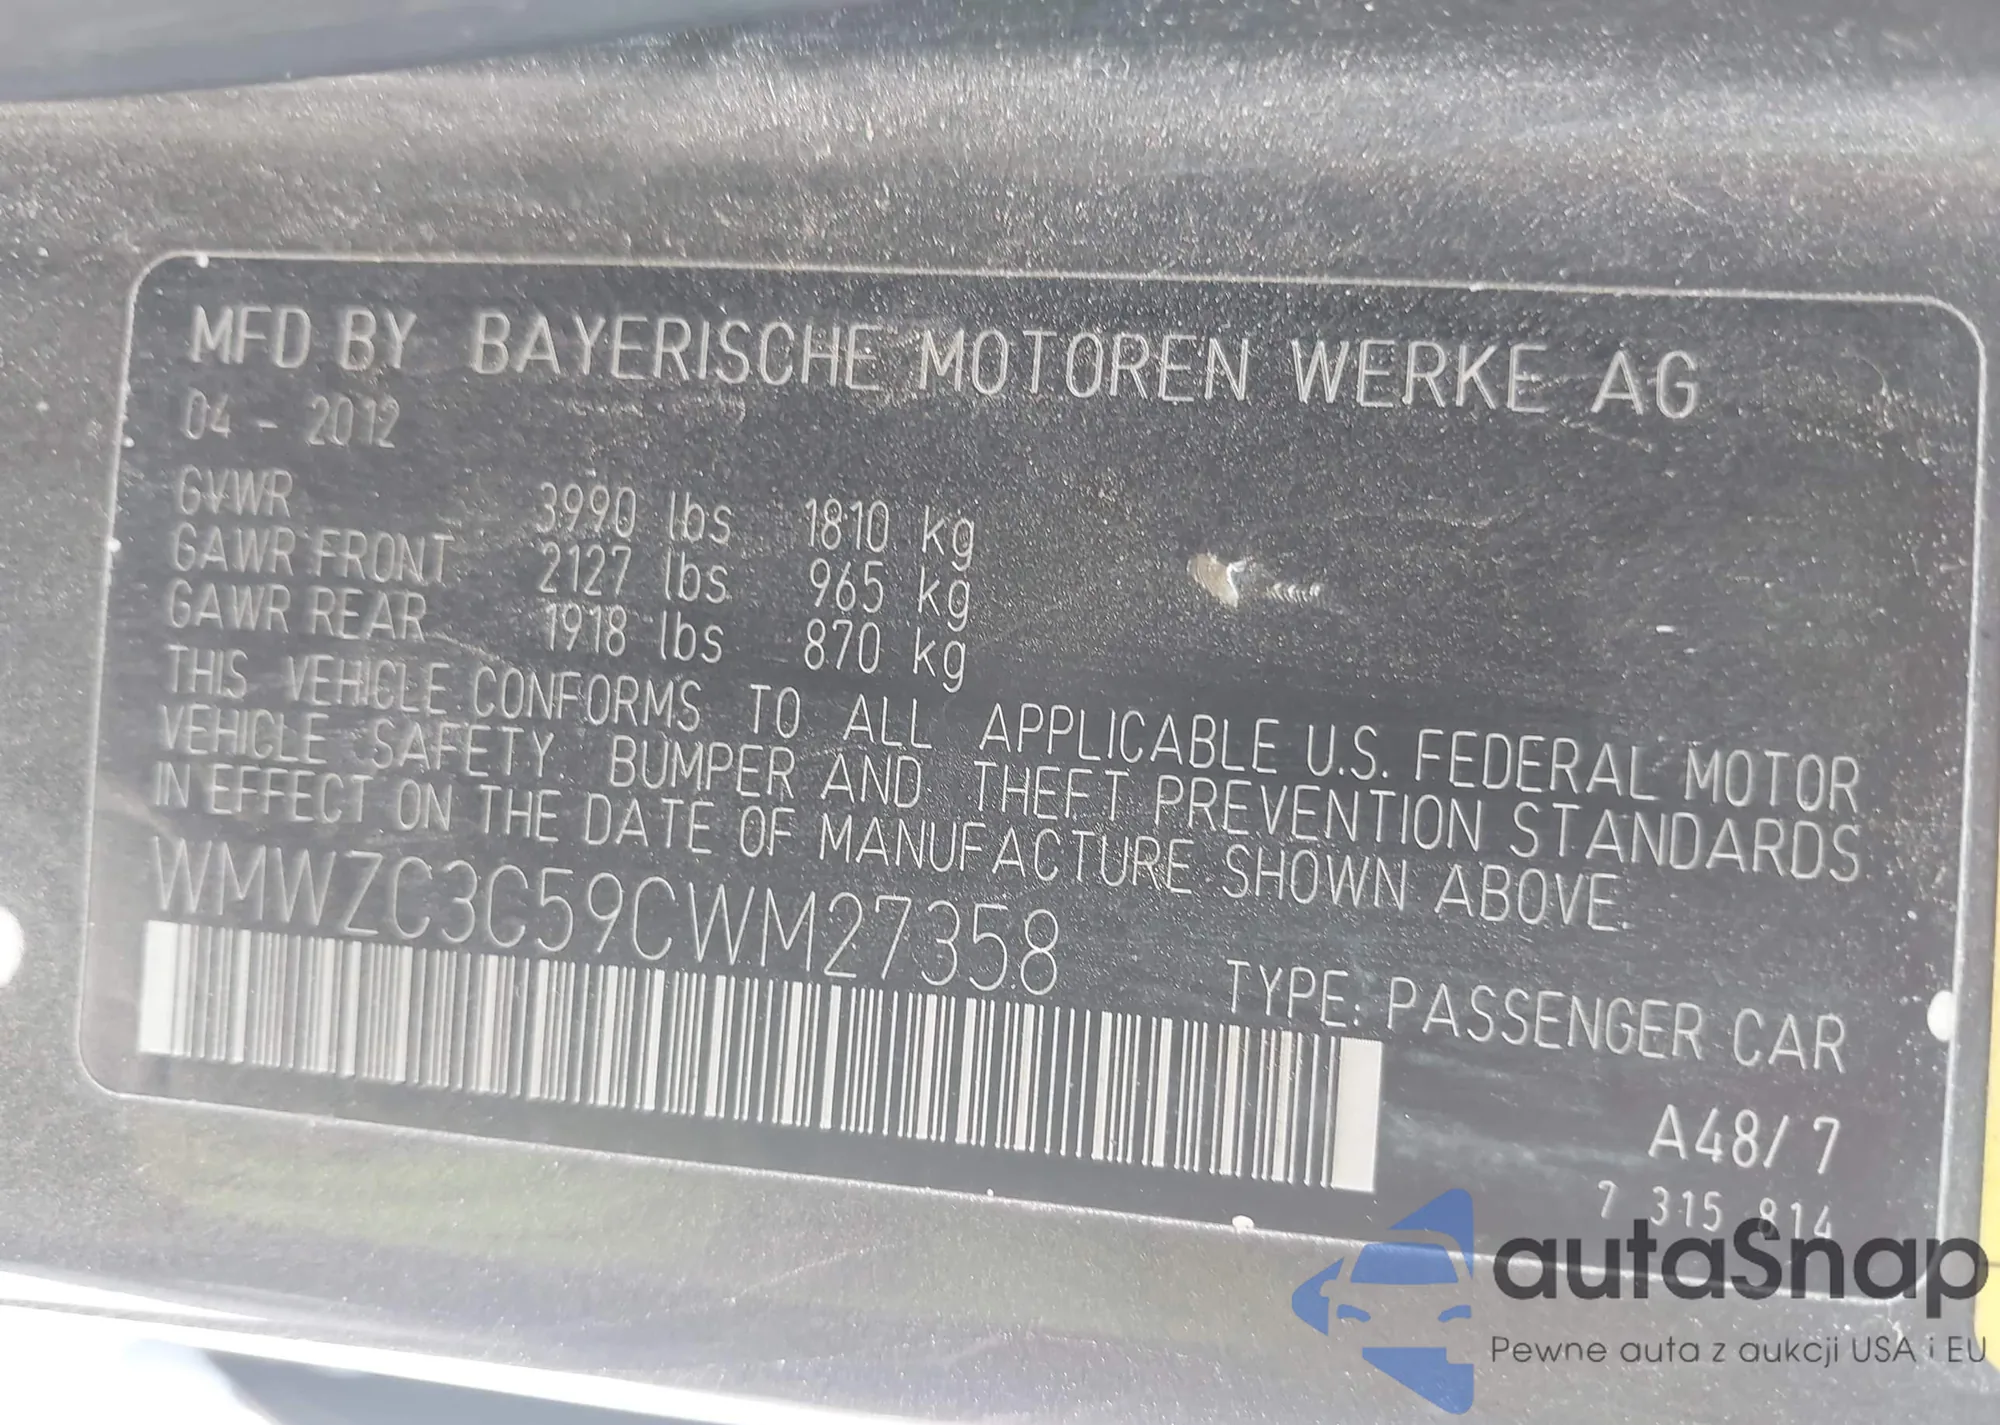 MFD BY BAYERISCHE MOTOREN WERKE AG
04 - 2012
GVWR 3990 lbs 1810 kg
GAWR FRONT 2127 lbs 965 kg
GAWR REAR 1918 lbs 870 kg
THIS VEHICLE CONFORMS TO ALL APPLICABLE U.S. FEDERAL MOTOR
VEHICLE SAFETY, BUMPER AND THEFT PREVENTION STANDARDS
IN EFFECT ON THE DATE OF MANUFACTURE SHOWN ABOVE.
WMWZC3C59CWM27358
TYPE: PASSENGER CAR
A48/ 7
7 315 814
autaSnap
Pewne auta z aukcji USA i EU